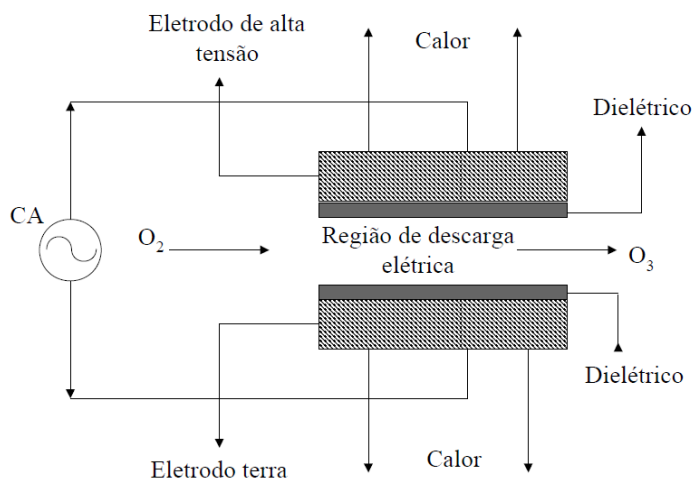 Eletrodo de alta
tensão
Calor
Dielétrico
CA
O₂
Região de descarga
elétrica
O₃
Dielétrico
Eletrodo terra
Calor